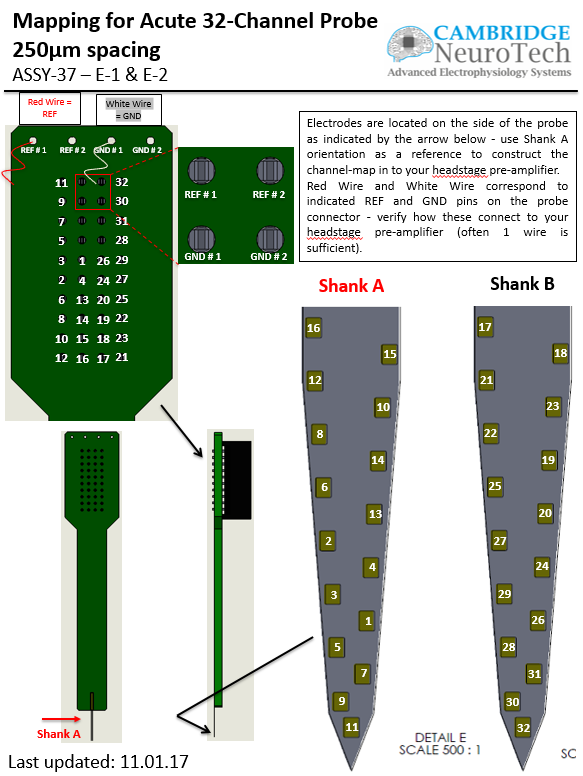 Mapping for Acute 32-Channel Probe
250µm spacing
ASSY-37 – E-1 & E-2
CAMBRIDGE
NeuroTech
Advanced Electrophysiology Systems
Red Wire =
REF
White Wire
= GND
REF # 1 REF # 2 GND # 1 GND # 2
11 32
9 30
7 31
5 28
3 1 26 29
2 4 24 27
6 13 20 25
8 14 19 22
10 15 18 23
12 16 17 21
REF # 1 REF # 2
GND # 1 GND # 2
Electrodes are located on the side of the probe
as indicated by the arrow below - use Shank A
orientation as a reference to construct the
channel-map in to your headstage pre-amplifier.
Red Wire and White Wire correspond to
indicated REF and GND pins on the probe
connector - verify how these connect to your
headstage pre-amplifier (often 1 wire is
sufficient).
Shank A
16
15
12
10
8
14
6
13
2
4
3
1
5
7
9
11
Shank B
17
18
21
23
22
19
25
20
27
24
29
26
28
31
30
32
DETAIL E
SCALE 500 : 1
SC
Shank A
Last updated: 11.01.17